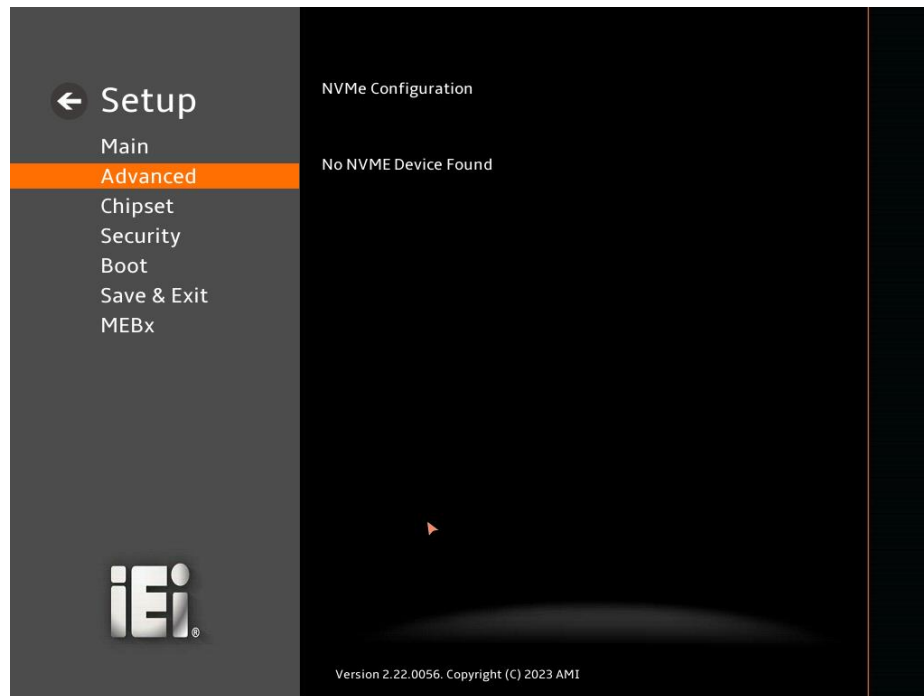 Setup
Main
Advanced
Chipset
Security
Boot
Save & Exit
MEBx
iEi®
NVMe Configuration
No NVME Device Found
Version 2.22.0056. Copyright (C) 2023 AMI